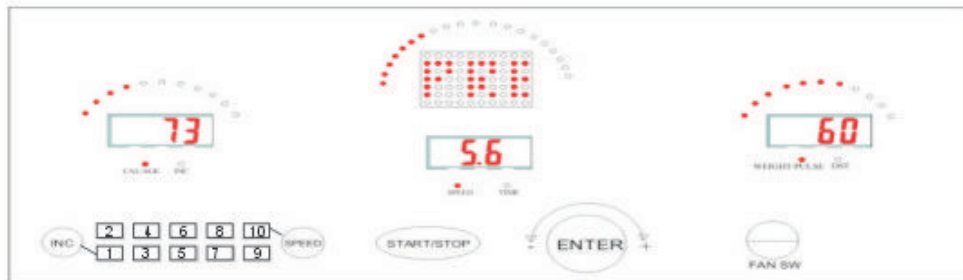 FAT
73
5.6
60
INC
SPEED TIME
WEIGHT PULSE DIST
INC
2 4 6 8 10
1 3 5 7 9
SPEED
START/STOP
- ENTER +
FAN SW